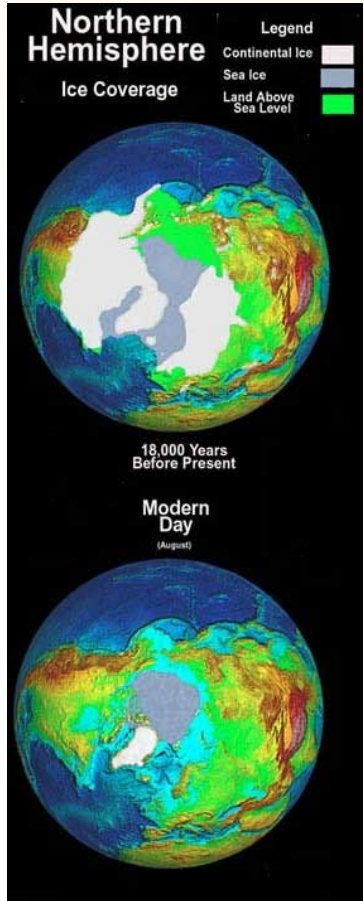 Northern
Hemisphere
Ice Coverage
Legend
Continental Ice
Sea Ice
Land Above
Sea Level
18,000 Years
Before Present
Modern
Day
(August)